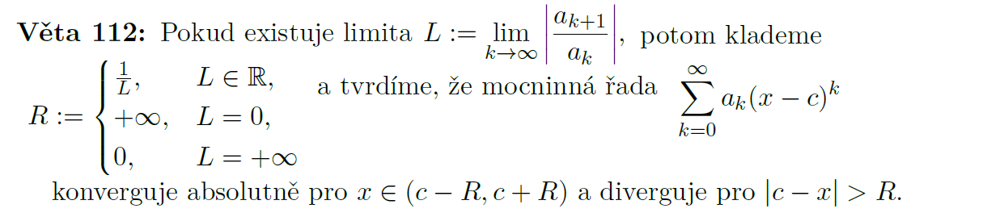 Věta 112: Pokud existuje limita $L := \lim_{k\to\infty} \left| \frac{a_{k+1}}{a_k} \right|,$ potom klademe
$R := \begin{cases} \frac{1}{L}, & L \in \mathbb{R}, \\ +\infty, & L = 0, \\ 0, & L = +\infty \end{cases}$ a tvrdíme, že mocninná řada $\sum_{k=0}^{\infty} a_k(x - c)^k$
konverguje absolutně pro $x \in (c - R, c + R)$ a diverguje pro $|c - x| > R.$